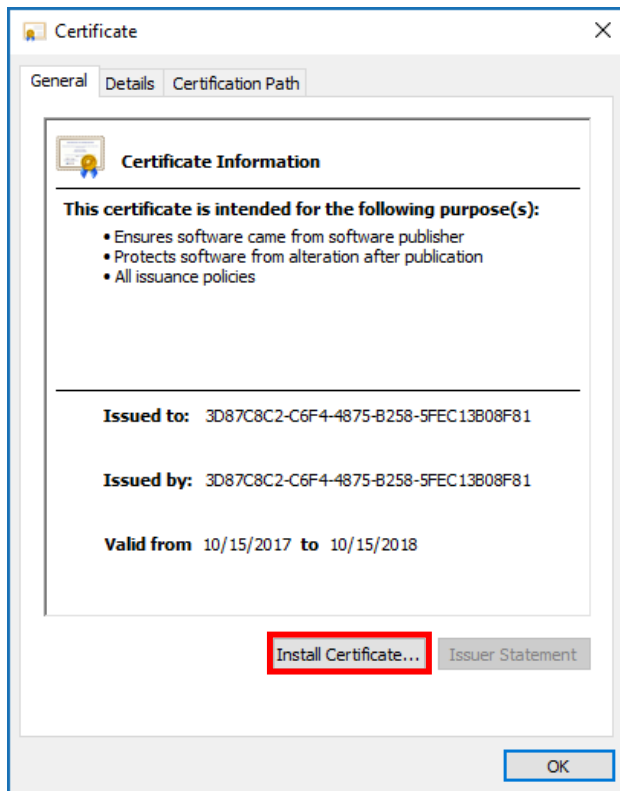 Certificate
General Details Certification Path
Certificate Information
This certificate is intended for the following purpose(s):
• Ensures software came from software publisher
• Protects software from alteration after publication
• All issuance policies
Issued to: 3D87C8C2-C6F4-4875-B258-5FEC13B08F81
Issued by: 3D87C8C2-C6F4-4875-B258-5FEC13B08F81
Valid from 10/15/2017 to 10/15/2018
Install Certificate... Issuer Statement
OK